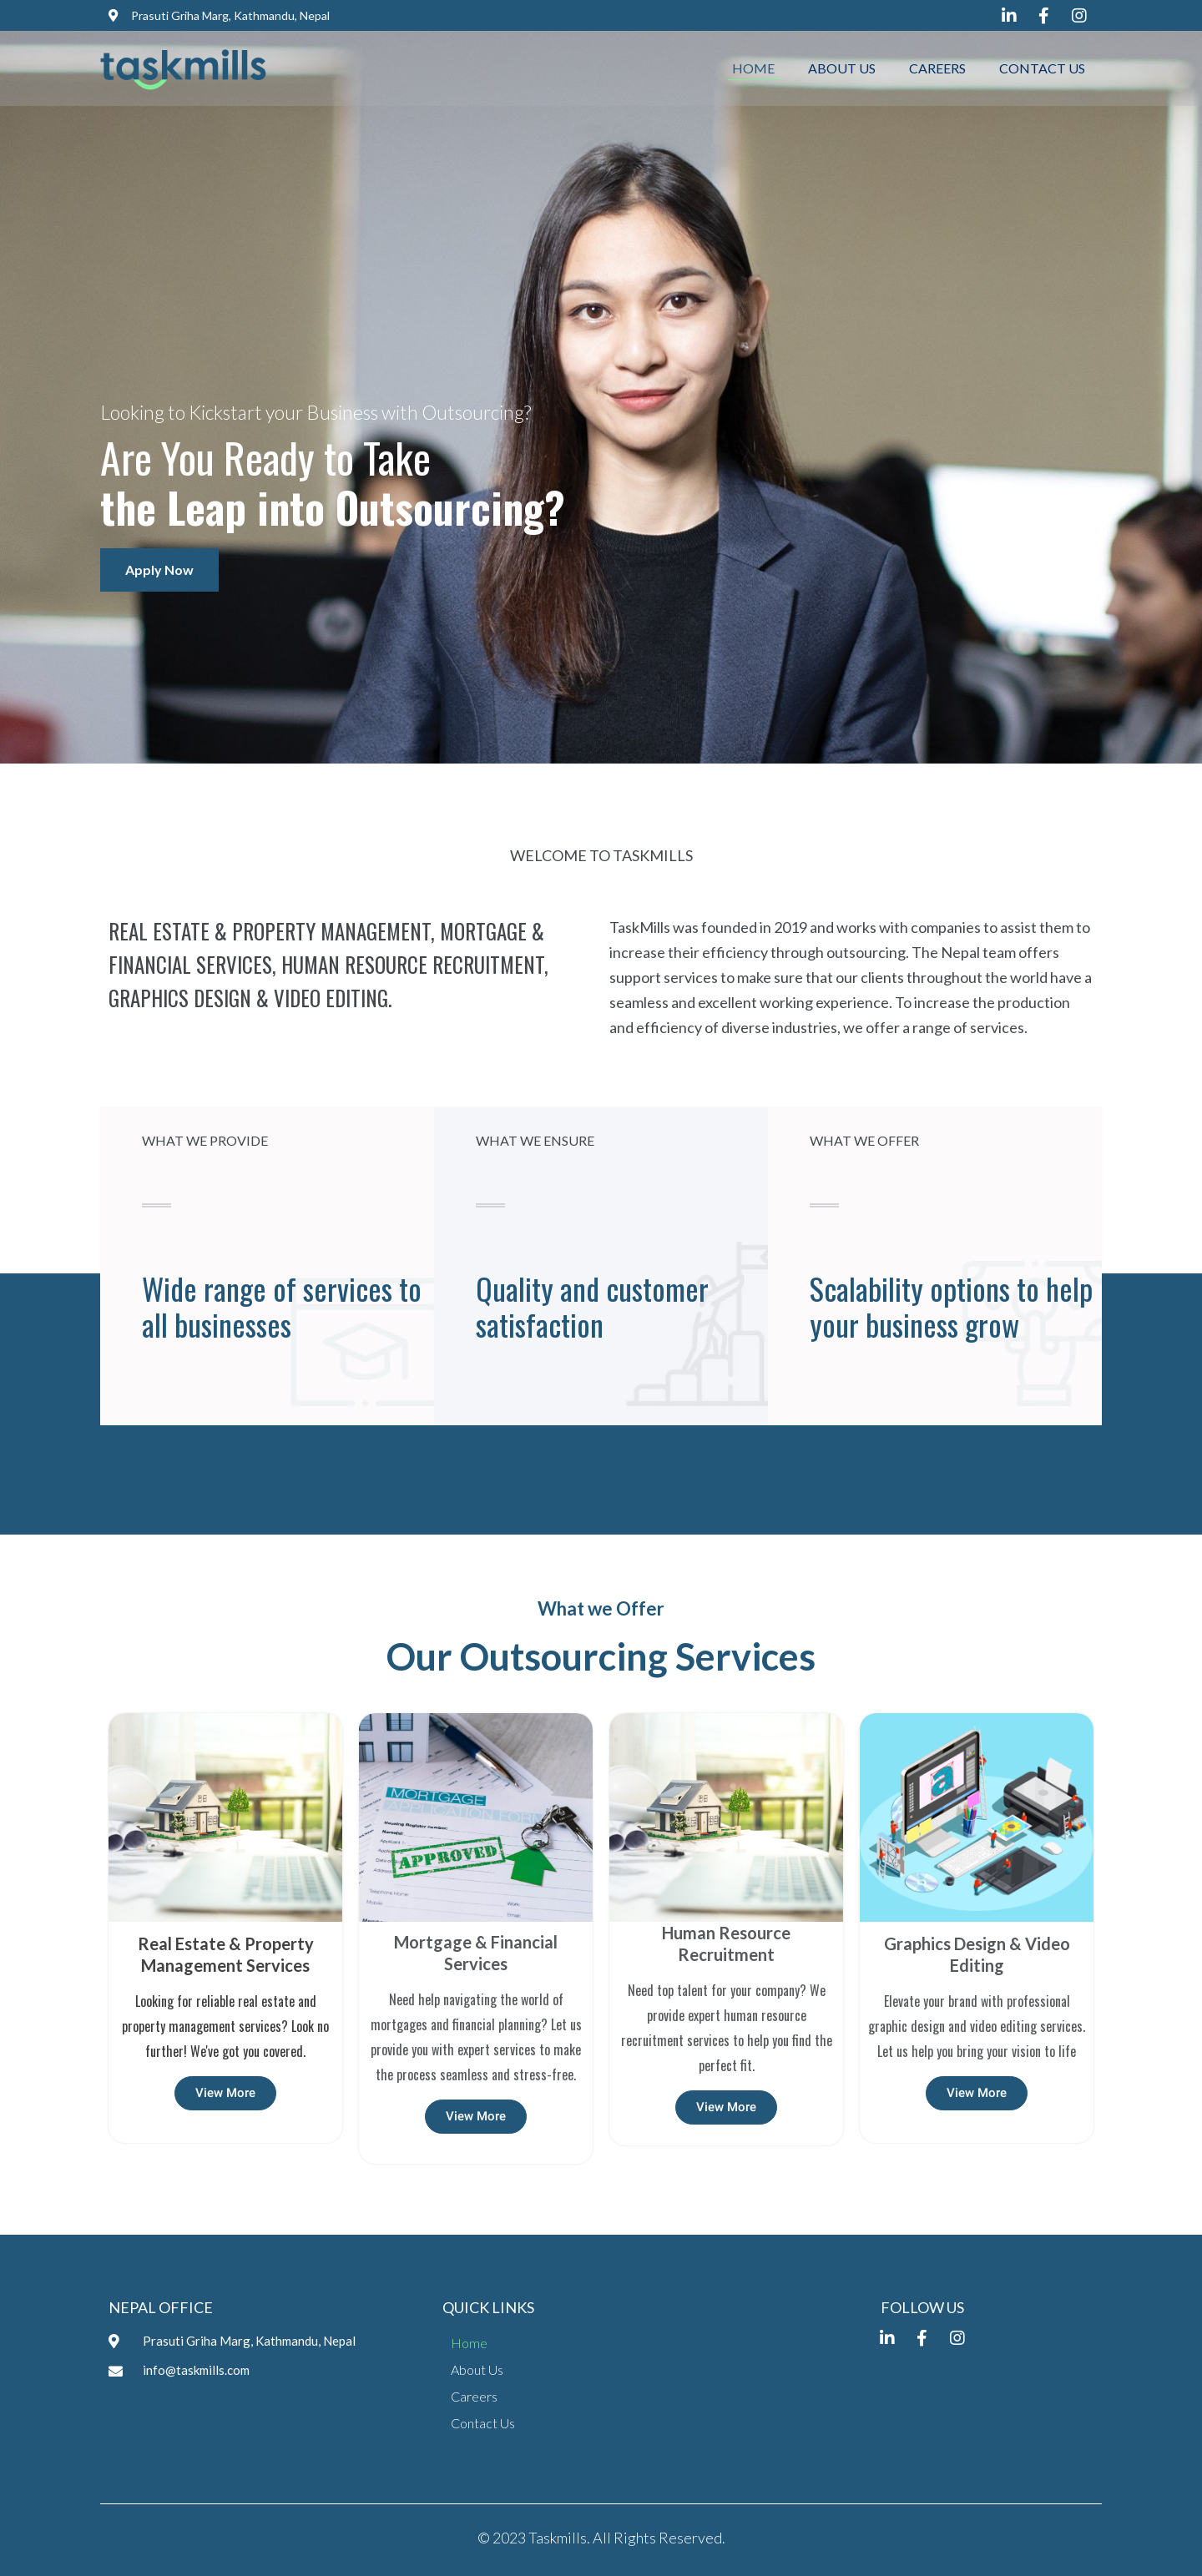 Prasuti Griha Marg, Kathmandu, Nepal
taskmills
HOME ABOUT US CAREERS CONTACT US
Looking to Kickstart your Business with Outsourcing?
Are You Ready to Take
the Leap into Outsourcing?
Apply Now
WELCOME TO TASKMILLS
REAL ESTATE & PROPERTY MANAGEMENT, MORTGAGE &
FINANCIAL SERVICES, HUMAN RESOURCE RECRUITMENT,
GRAPHICS DESIGN & VIDEO EDITING.
TaskMills was founded in 2019 and works with companies to assist them to
increase their efficiency through outsourcing. The Nepal team offers
support services to make sure that our clients throughout the world have a
seamless and excellent working experience. To increase the production
and efficiency of diverse industries, we offer a range of services.
WHAT WE PROVIDE
Wide range of services to
all businesses
WHAT WE ENSURE
Quality and customer
satisfaction
WHAT WE OFFER
Scalability options to help
your business grow
What we Offer
Our Outsourcing Services
Real Estate & Property
Management Services
Looking for reliable real estate and
property management services? Look no
further! We've got you covered.
View More
MORTGAGE
APPLICATION FORM
APPROVED
Mortgage & Financial
Services
Need help navigating the world of
mortgages and financial planning? Let us
provide you with expert services to make
the process seamless and stress-free.
View More
Human Resource
Recruitment
Need top talent for your company? We
provide expert human resource
recruitment services to help you find the
perfect fit.
View More
a
Graphics Design & Video
Editing
Elevate your brand with professional
graphic design and video editing services.
Let us help you bring your vision to life
View More
NEPAL OFFICE
Prasuti Griha Marg, Kathmandu, Nepal
info@taskmills.com
QUICK LINKS
Home
About Us
Careers
Contact Us
FOLLOW US
© 2023 Taskmills. All Rights Reserved.